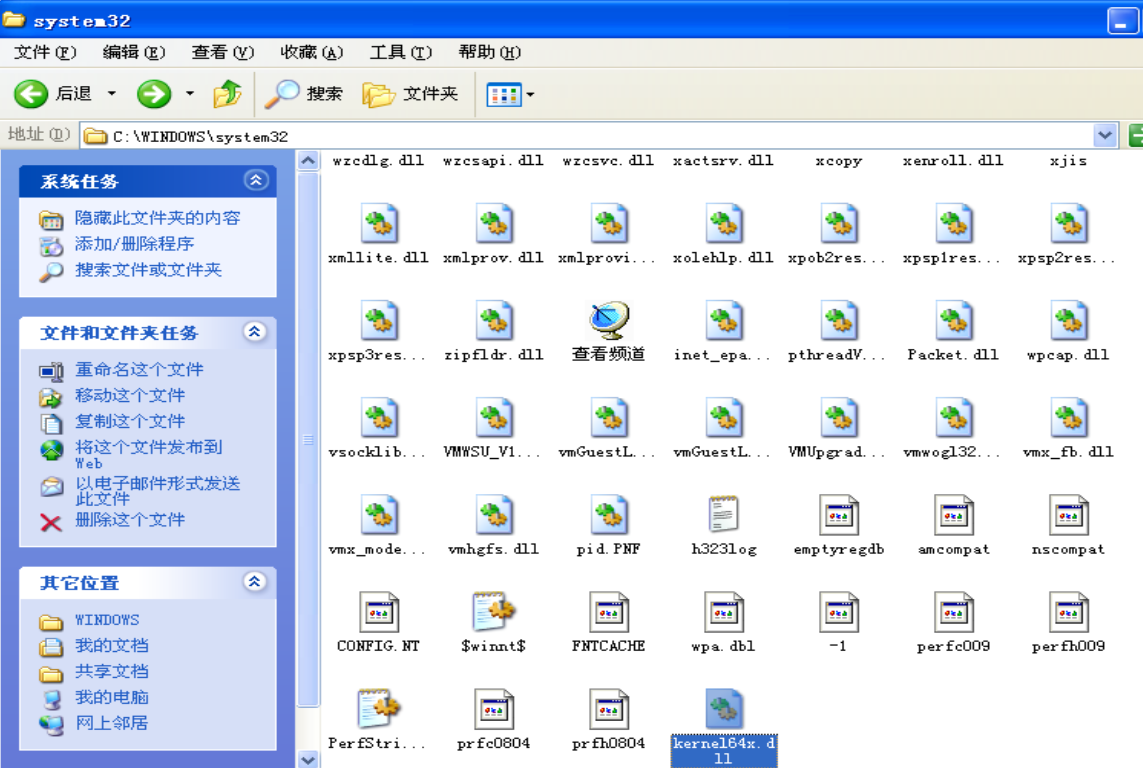 system32
文件(F) 编辑(E) 查看(V) 收藏(A) 工具(T) 帮助(H)
后退 搜索 文件夹
地址(D) C:\WINDOWS\system32
系统任务
隐藏此文件夹的内容
添加/删除程序
搜索文件或文件夹
文件和文件夹任务
重命名这个文件
移动这个文件
复制这个文件
将这个文件发布到
Web
以电子邮件形式发送
此文件
删除这个文件
其它位置
WINDOWS
我的文档
共享文档
我的电脑
网上邻居
wzcdlg.dll wzcsapi.dll wzcsvc.dll xactsrv.dll xcopy xenroll.dll xjis
xmllite.dll xmlprov.dll xmlprovi... xolehlp.dll xpob2res... xpsp1res... xpsp2res...
xpsp3res... zipfldr.dll 查看频道 inet_epa... pthreadV... Packet.dll wpcap.dll
vsocklib... VMWSU_V1... vmGuestL... vmGuestL... VMUpgrad... vmwogl32... vmx_fb.dll
vmx_mode... vmhgfs.dll pid.PNF h323log emptyregdb amcompat nscompat
CONFIG.NT $winnt$ FNTCACHE wpa.dbl -1 perfc009 perfh009
PerfStri... prfc0804 prfh0804 kernel64x.d
ll